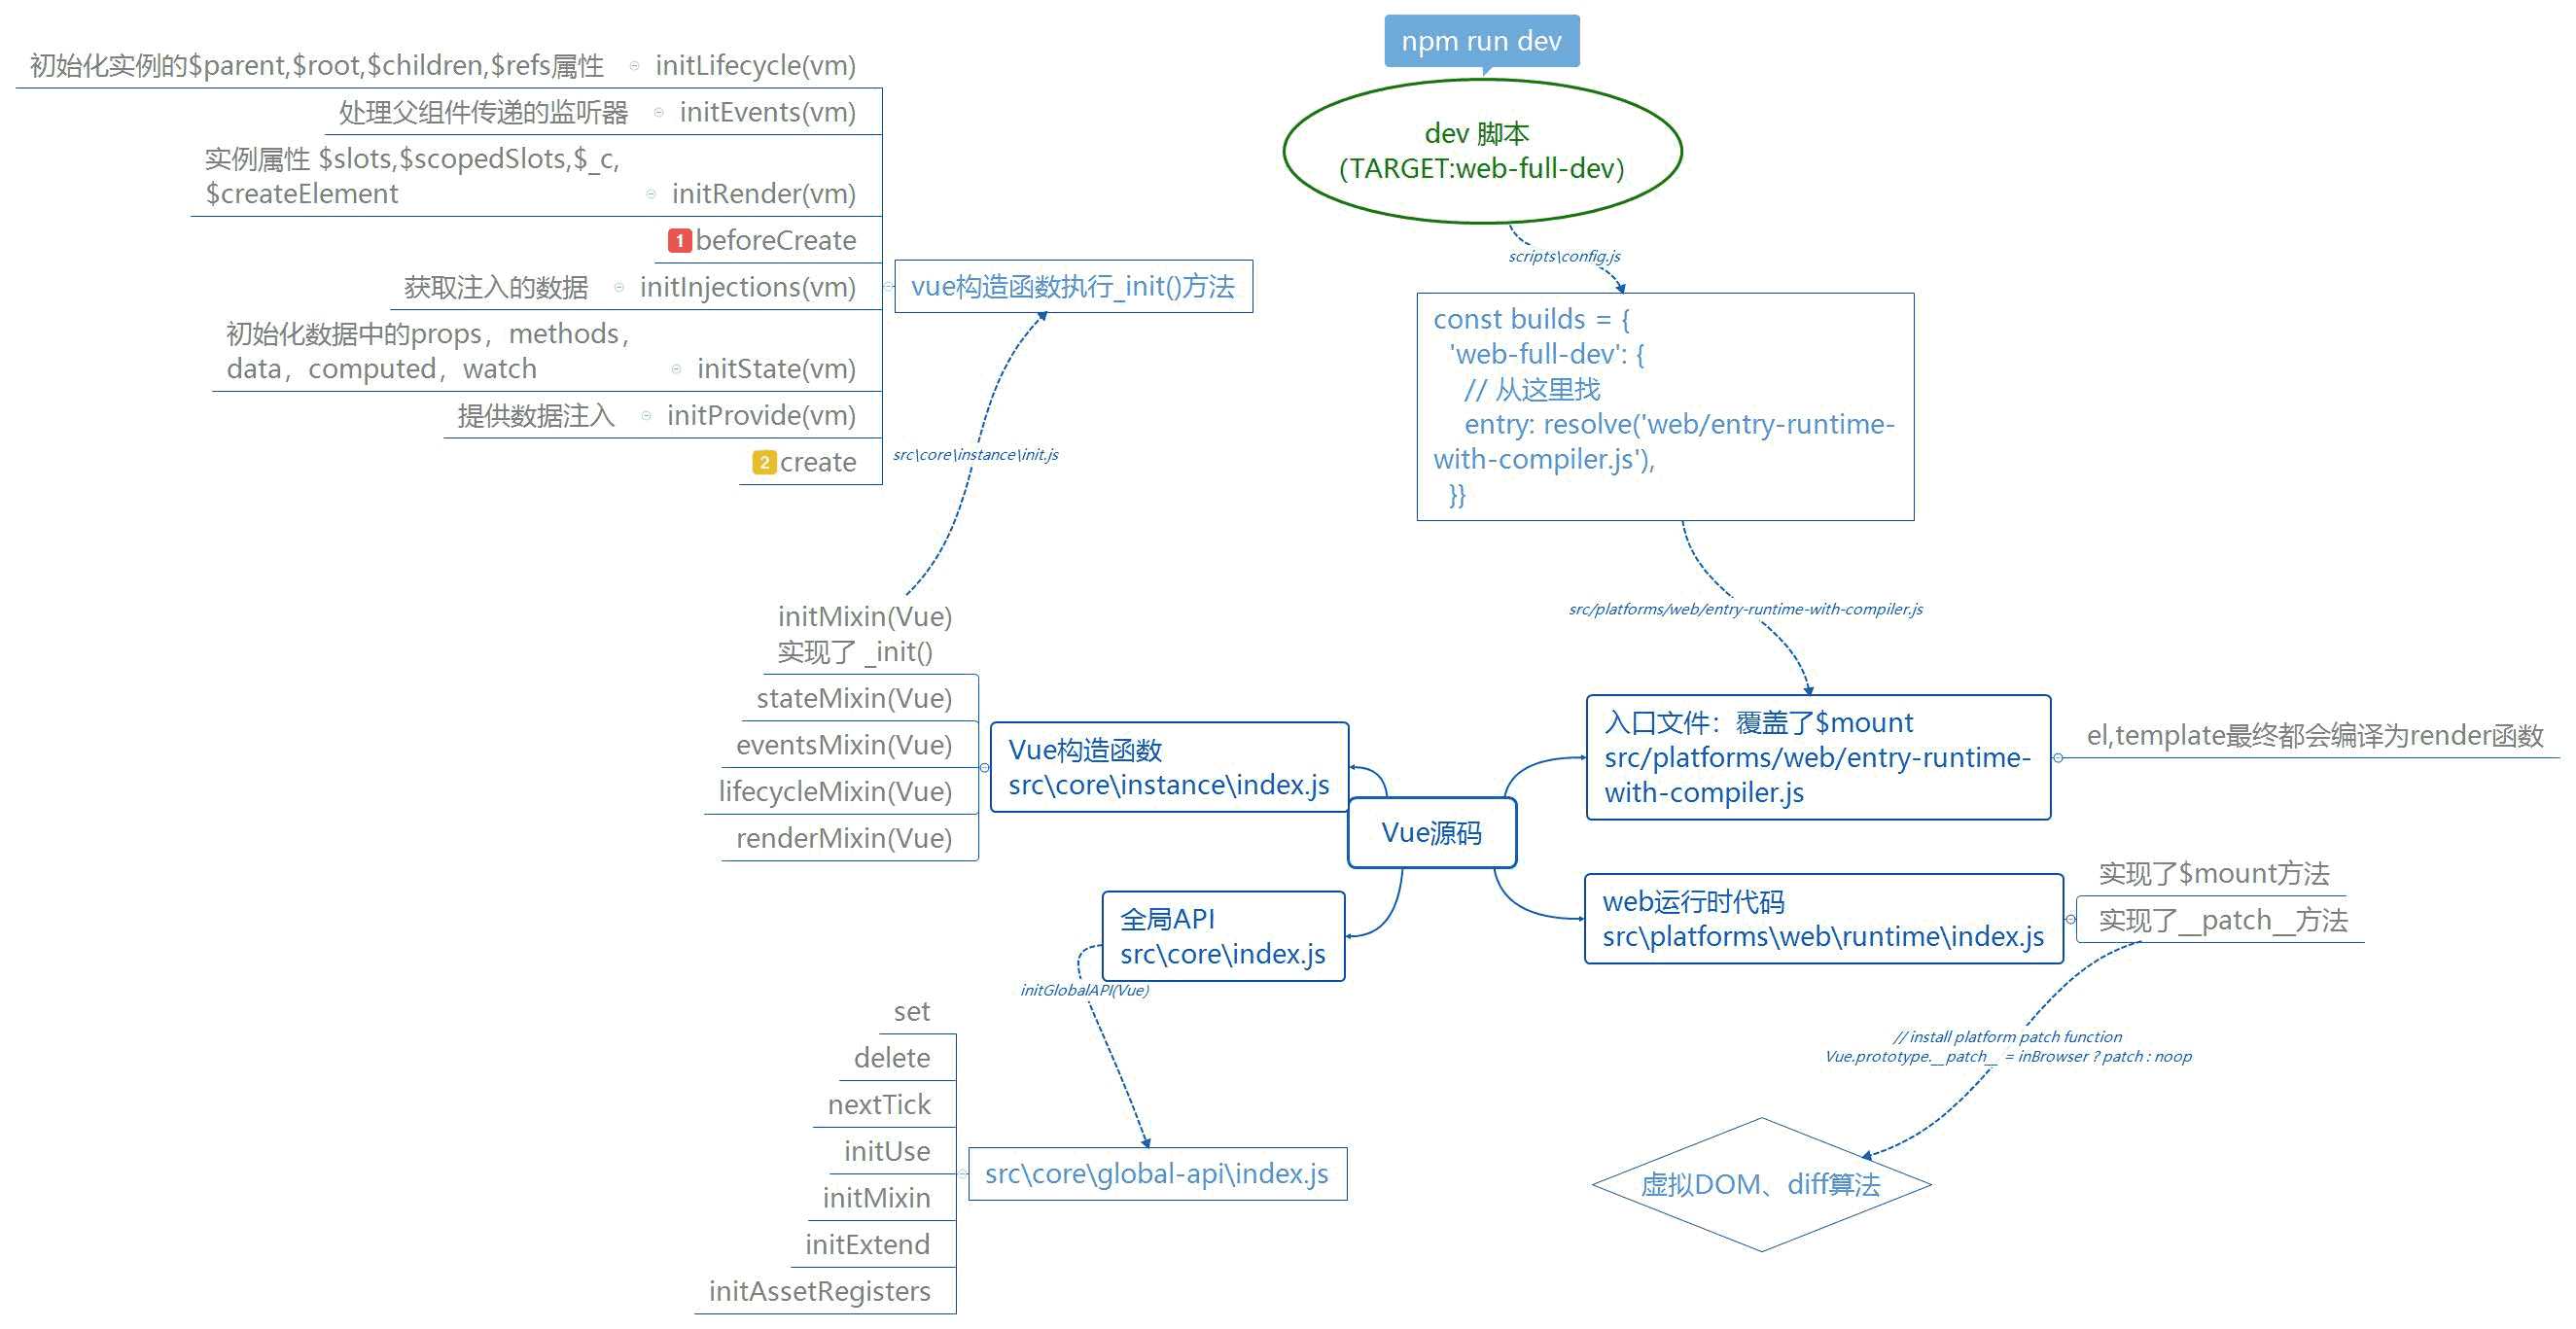 npm run dev
dev 脚本
（TARGET:web-full-dev）
scripts\config.js
const builds = {
'web-full-dev': {
// 从这里找
entry: resolve('web/entry-runtime-
with-compiler.js'),
}}
src/platforms/web/entry-runtime-with-compiler.js
初始化实例的$parent,$root,$children,$refs属性
initLifecycle(vm)
处理父组件传递的监听器
initEvents(vm)
实例属性 $slots,$scopedSlots,$_c,
$createElement
initRender(vm)
1 beforeCreate
获取注入的数据
initInjections(vm)
初始化数据中的props，methods，
data，computed，watch
initState(vm)
提供数据注入
initProvide(vm)
2 create
vue构造函数执行_init()方法
src\core\instance\init.js
initMixin(Vue)
实现了 _init()
stateMixin(Vue)
eventsMixin(Vue)
lifecycleMixin(Vue)
renderMixin(Vue)
Vue构造函数
src\core\instance\index.js
Vue源码
入口文件：覆盖了$mount
src/platforms/web/entry-runtime-
with-compiler.js
el,template最终都会编译为render函数
web运行时代码
src\platforms\web\runtime\index.js
实现了$mount方法
实现了__patch__方法
// install platform patch function
Vue.prototype.__patch__ = inBrowser ? patch : noop
虚拟DOM、diff算法
全局API
src\core\index.js
initGlobalAPI(Vue)
set
delete
nextTick
initUse
initMixin
initExtend
initAssetRegisters
src\core\global-api\index.js